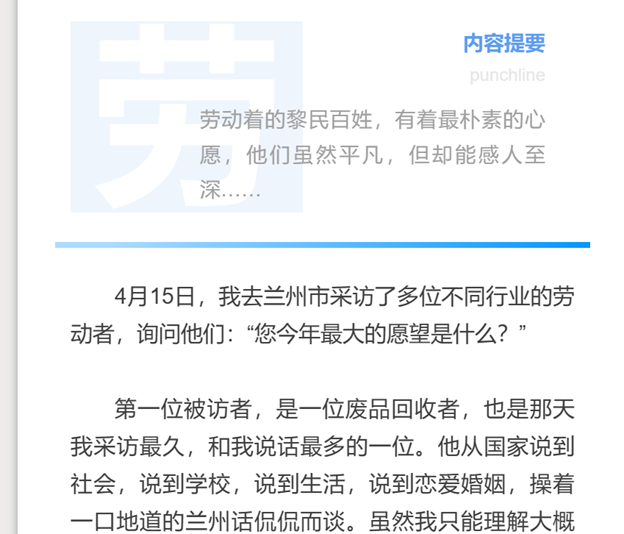 劳
内容提要
punchline
劳动着的黎民百姓，有着最朴素的心
愿，他们虽然平凡，但却能感人至
深……
4月15日，我去兰州市采访了多位不同行业的劳
动者，询问他们：“您今年最大的愿望是什么？”
第一位被访者，是一位废品回收者，也是那天
我采访最久，和我说话最多的一位。他从国家说到
社会，说到学校，说到生活，说到恋爱婚姻，操着
一口地道的兰州话侃侃而谈。虽然我只能理解大概